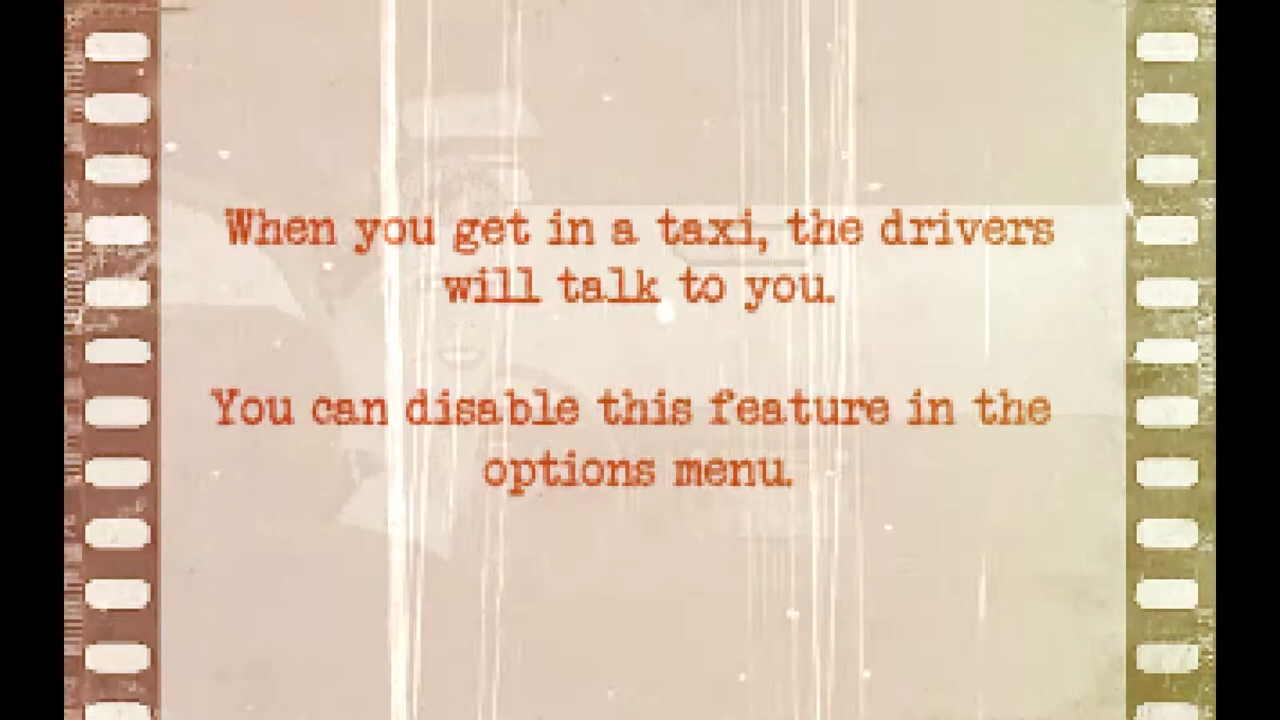 When you get in a taxi, the drivers
will talk to you.
You can disable this feature in the
options menu.